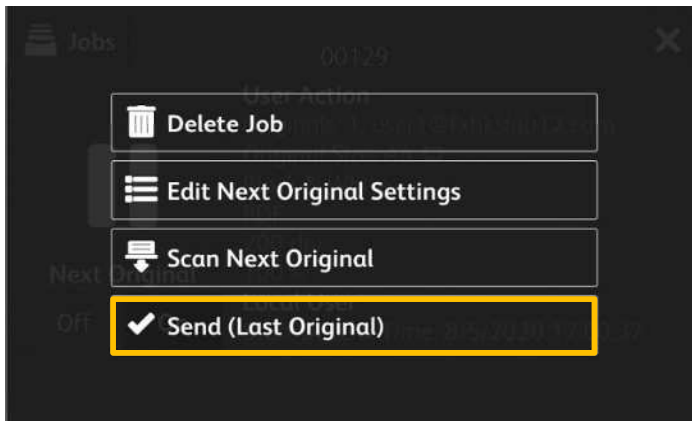 Jobs
00129
User Action
Delete Job
Edit Next Original Settings
Scan Next Original
Next Original
Local User
Off
Send (Last Original)